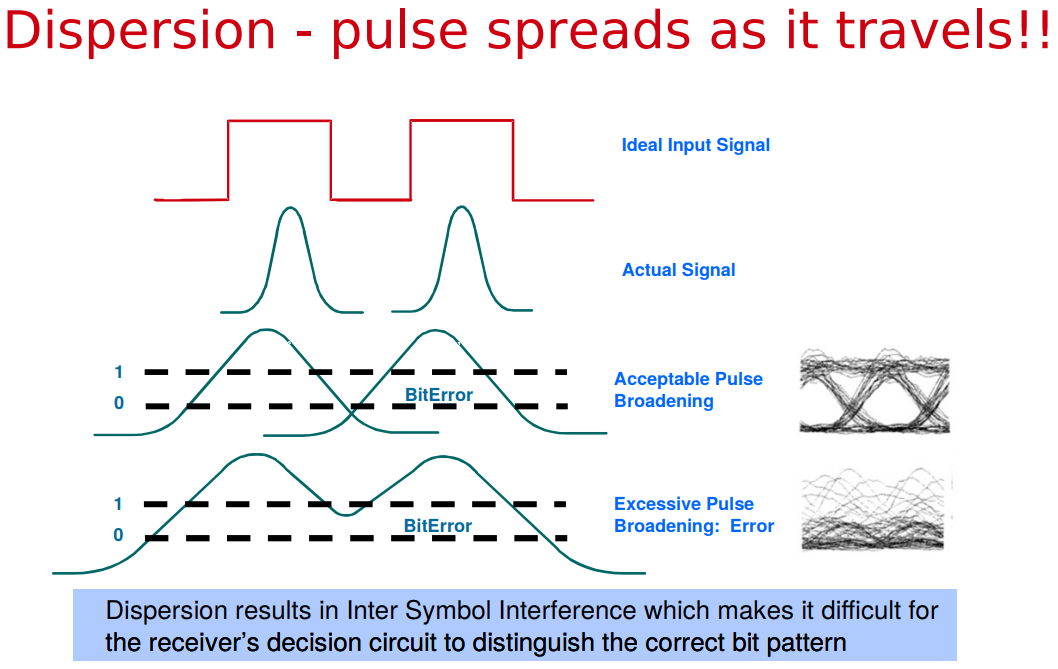 Dispersion - pulse spreads as it travels!!
Ideal Input Signal
Actual Signal
1
0
BitError
Acceptable Pulse
Broadening
1
0
BitError
Excessive Pulse
Broadening: Error
Dispersion results in Inter Symbol Interference which makes it difficult for
the receiver's decision circuit to distinguish the correct bit pattern